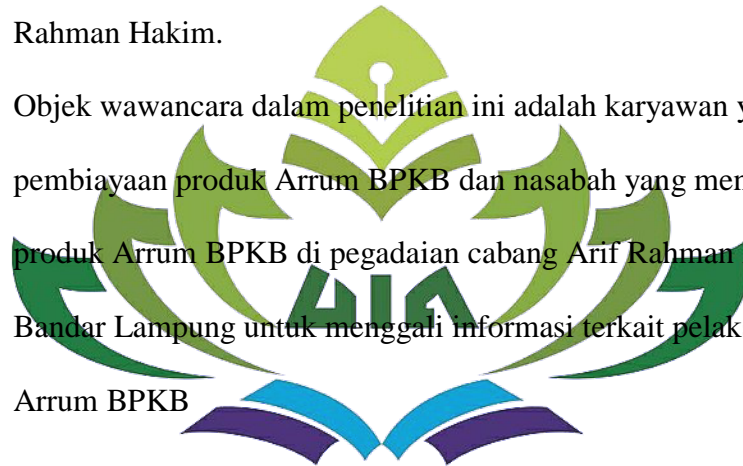 Rahman Hakim.
Objek wawancara dalam penelitian ini adalah karyawan
pembiayaan produk Arrum BPKB dan nasabah yang
produk Arrum BPKB di pegadaian cabang Arif Rahman
Bandar Lampung untuk menggali informasi terkait
Arrum BPKB
UIN